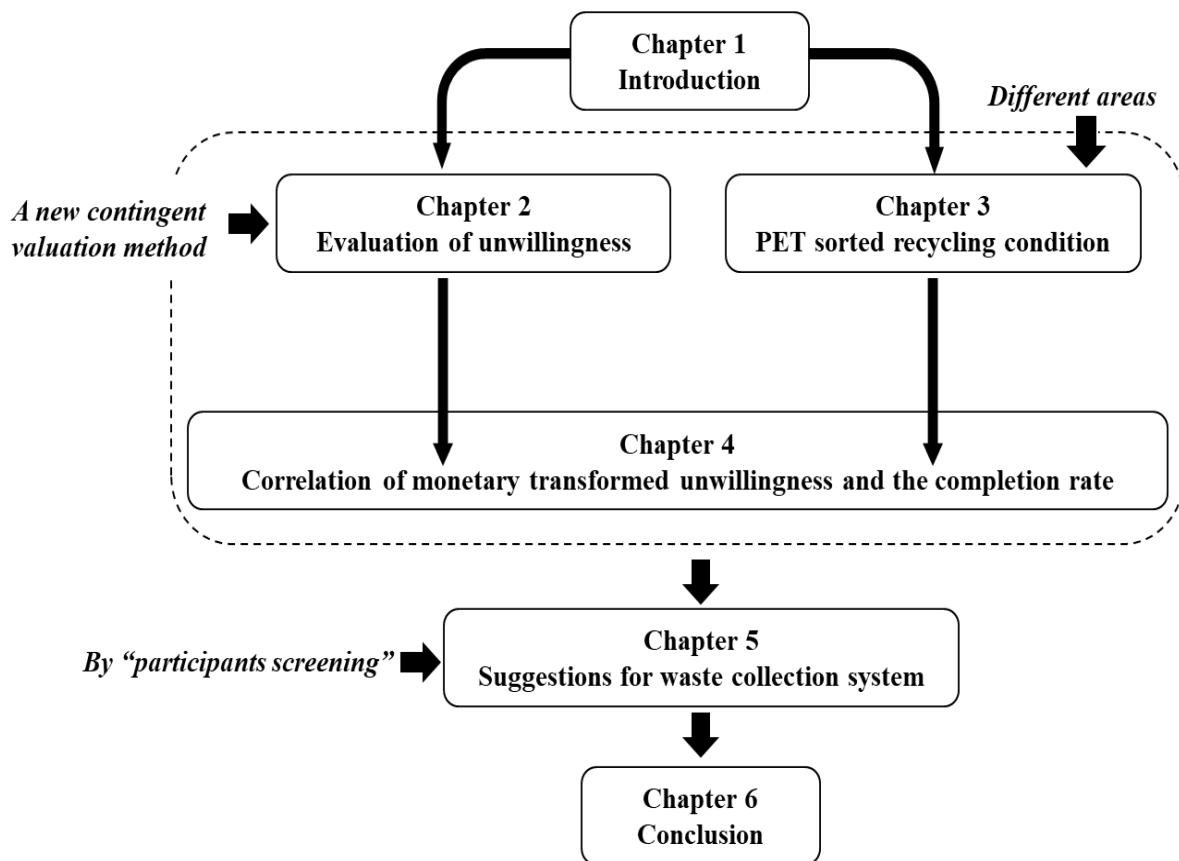 Chapter 1
Introduction
Different areas
A new contingent
valuation method
Chapter 2
Evaluation of unwillingness
Chapter 3
PET sorted recycling condition
Chapter 4
Correlation of monetary transformed unwillingness and the completion rate
By “participants screening”
Chapter 5
Suggestions for waste collection system
Chapter 6
Conclusion